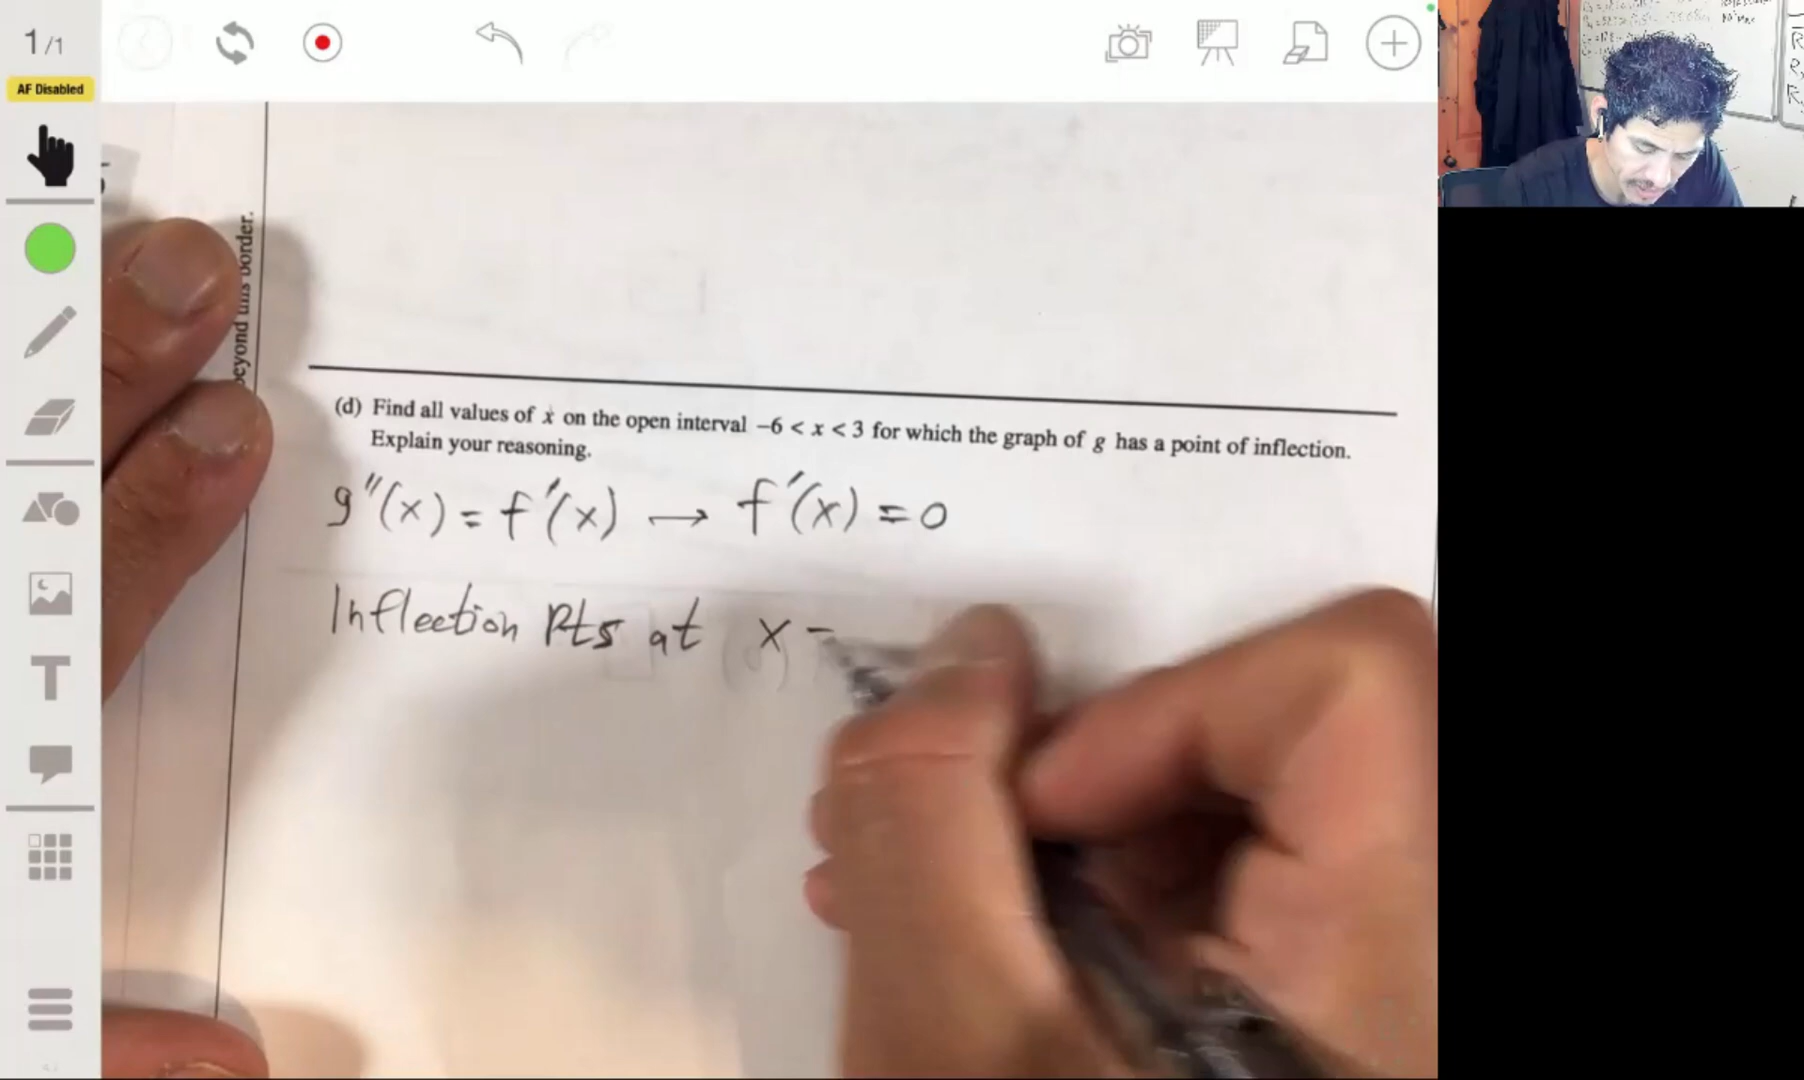 1/1
AF Disabled
beyond this border.
(d) Find all values of x on the open interval −6 < x < 3 for which the graph of g has a point of inflection.
Explain your reasoning.
g''(x) = f'(x) → f'(x) = 0
Inflection Pts at x =
T